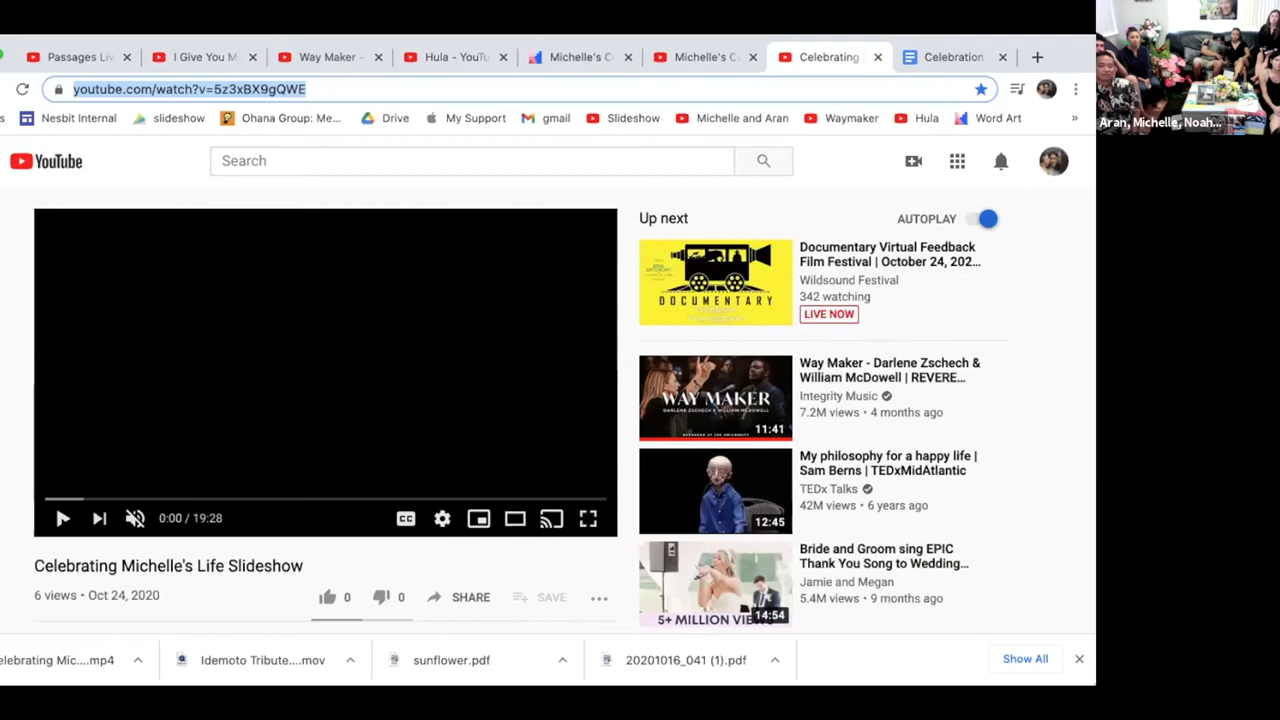 Passages Liv
I Give You M
Way Maker -
Hula - YouTu
Michelle's C
Michelle's C
Celebrating
Celebration
youtube.com/watch?v=5z3xBX9gQWE
s
Nesbit Internal
slideshow
Ohana Group: Me...
Drive
My Support
gmail
Slideshow
Michelle and Aran
Waymaker
Hula
Word Art
»
Aran, Michelle, Noah...
YouTube
Search
Up next
AUTOPLAY
DOCUMENTARY
Documentary Virtual Feedback
Film Festival | October 24, 202...
Wildsound Festival
342 watching
LIVE NOW
WAY MAKER
DARLENE ZSCHECH & WILLIAM MCDOWELL
11:41
Way Maker - Darlene Zschech &
William McDowell | REVERE...
Integrity Music
7.2M views • 4 months ago
12:45
My philosophy for a happy life |
Sam Berns | TEDxMidAtlantic
TEDx Talks
42M views • 6 years ago
5+ MILLION VIEWS
14:54
Bride and Groom sing EPIC
Thank You Song to Wedding...
Jamie and Megan
5.4M views • 9 months ago
0:00 / 19:28
CC
Celebrating Michelle's Life Slideshow
6 views • Oct 24, 2020
0
0
SHARE
SAVE
elebrating Mic....mp4
Idemoto Tribute....mov
sunflower.pdf
20201016_041 (1).pdf
Show All